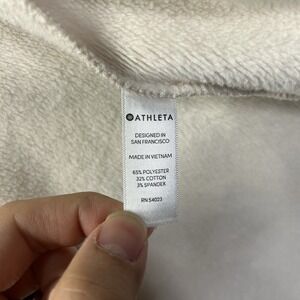 ATHLETA
DESIGNED IN
SAN FRANCISCO
MADE IN VIETNAM
65% POLYESTER
32% COTTON
3% SPANDEX
RN 54023